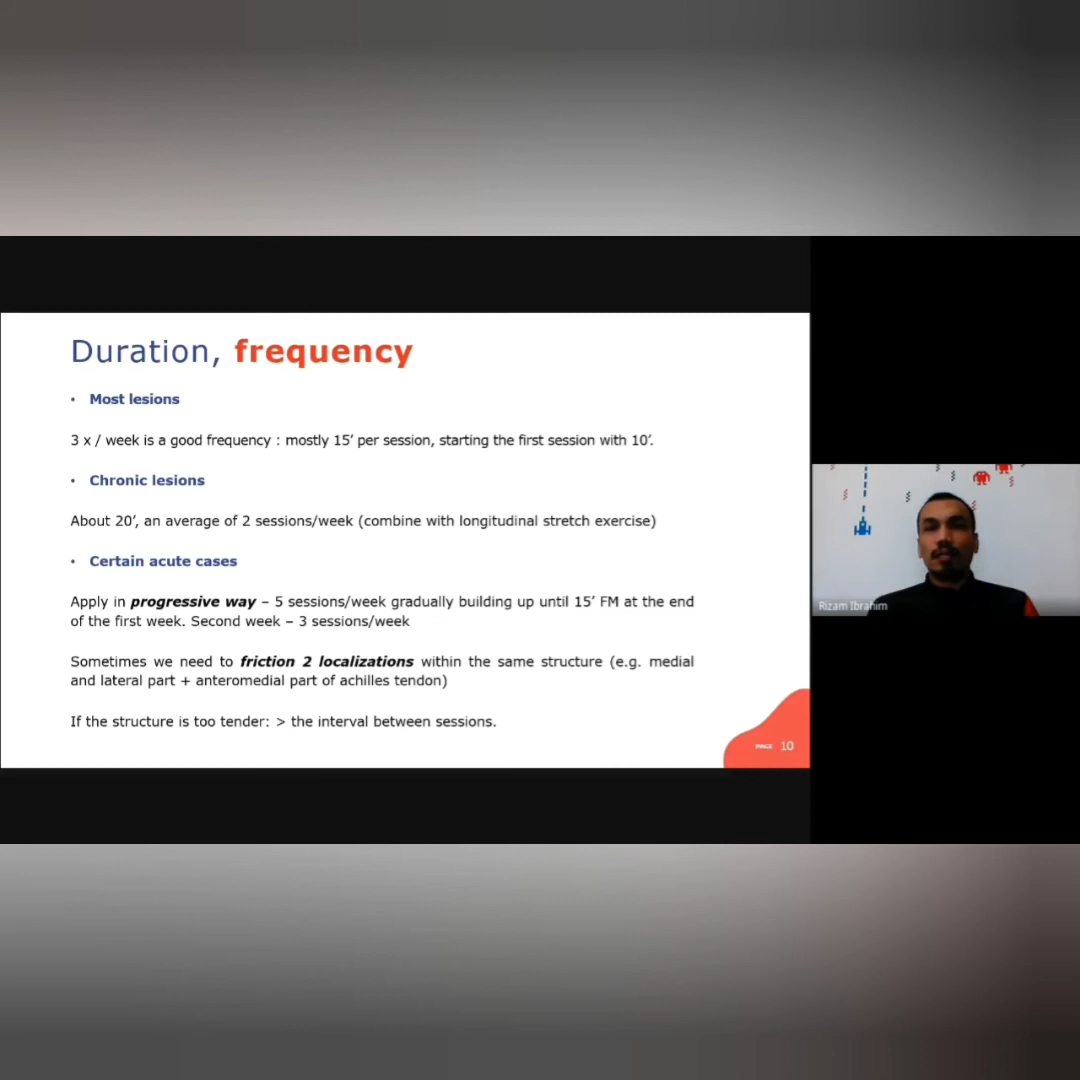 Duration, frequency
• Most lesions
3 x / week is a good frequency : mostly 15’ per session, starting the first session with 10’.
• Chronic lesions
About 20’, an average of 2 sessions/week (combine with longitudinal stretch exercise)
• Certain acute cases
Apply in progressive way – 5 sessions/week gradually building up until 15’ FM at the end
of the first week. Second week – 3 sessions/week
Sometimes we need to friction 2 localizations within the same structure (e.g. medial
and lateral part + anteromedial part of achilles tendon)
If the structure is too tender: > the interval between sessions.
PAGE 10
Rizam Ibrahim